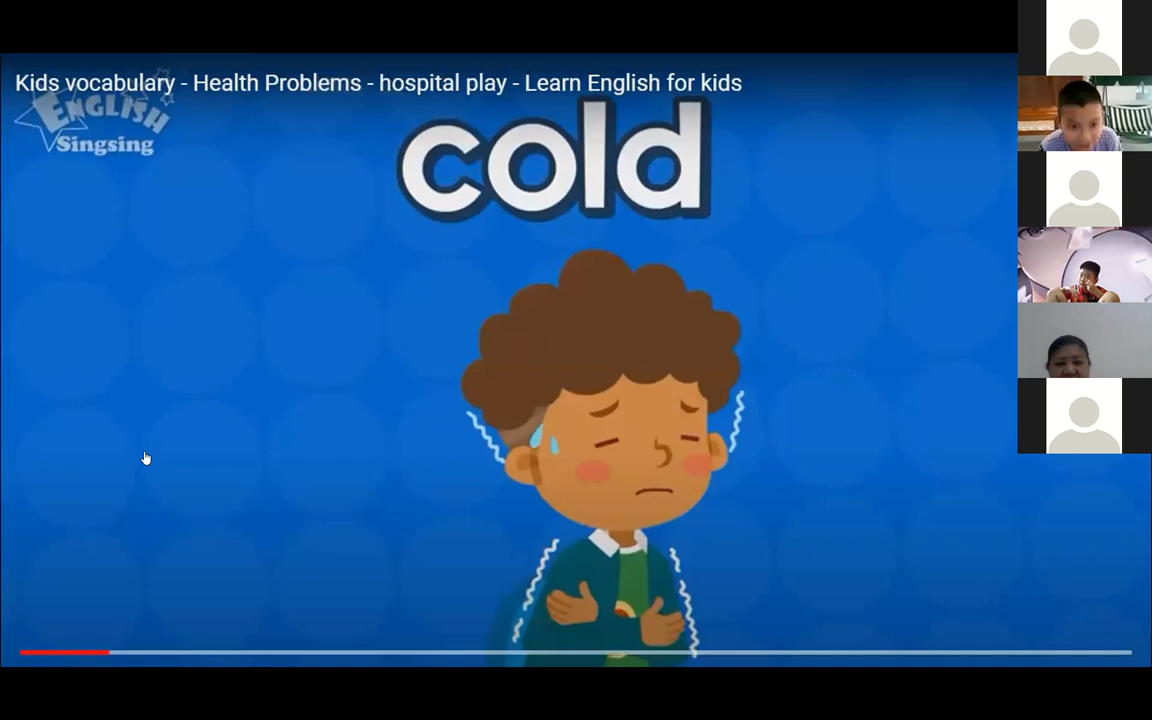 Kids vocabulary - Health Problems - hospital play - Learn English for kids
ENGLISH
Singsing
cold